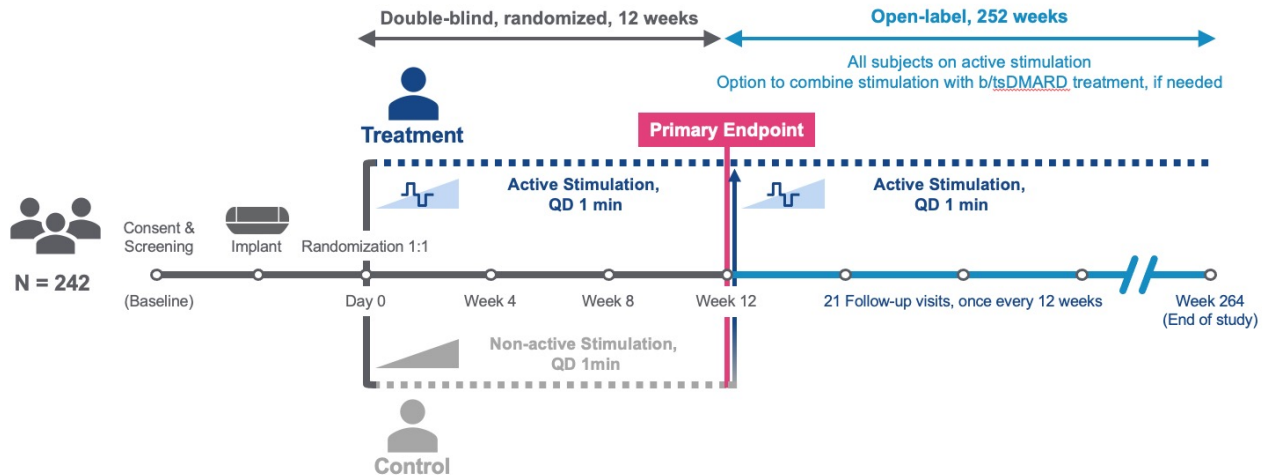 Double-blind, randomized, 12 weeks
Open-label, 252 weeks
All subjects on active stimulation
Option to combine stimulation with b/tsDMARD treatment, if needed
Treatment
Primary Endpoint
Active Stimulation,
QD 1 min
Active Stimulation,
QD 1 min
N = 242
Consent &
Screening
Implant
Randomization 1:1
(Baseline)
Day 0
Week 4
Week 8
Week 12
21 Follow-up visits, once every 12 weeks
Week 264
(End of study)
Non-active Stimulation,
QD 1min
Control